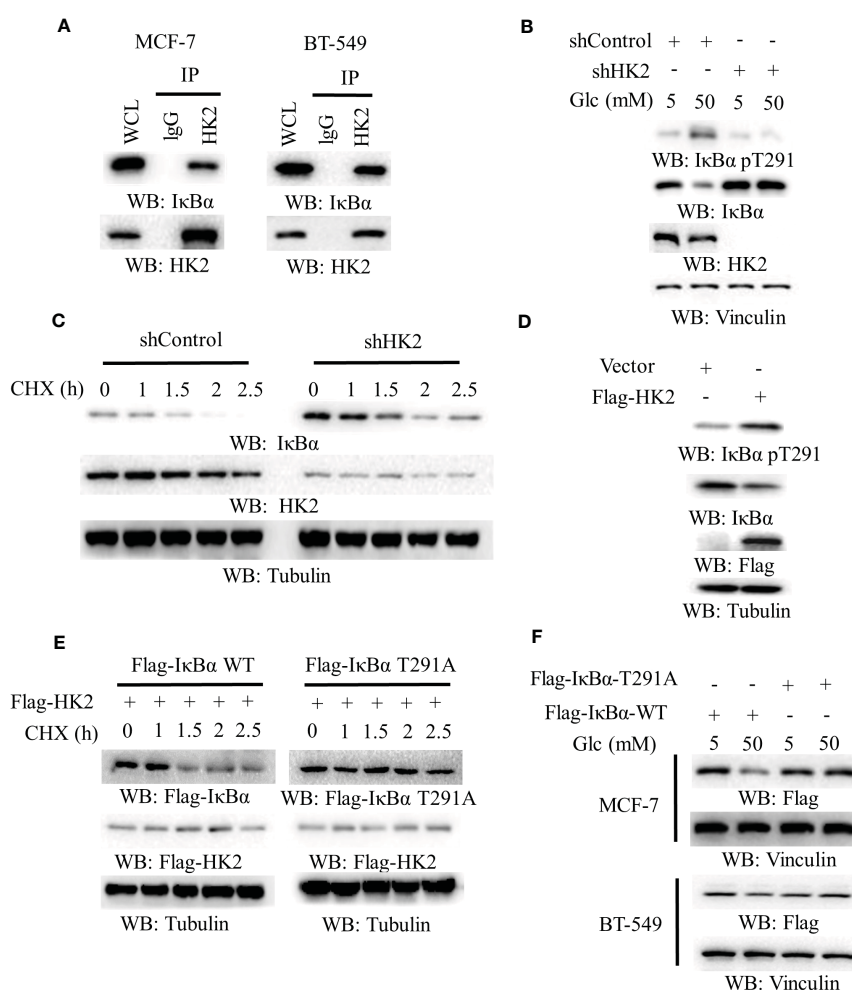 A
MCF-7 BT-549
IP IP
WCL IgG HK2 WCL IgG HK2
WB: IκBα WB: IκBα
WB: HK2 WB: HK2
B
shControl + + - -
shHK2 - - + +
Glc (mM) 5 50 5 50
WB: IκBα pT291
WB: IκBα
WB: HK2
WB: Vinculin
C
shControl shHK2
CHX (h) 0 1 1.5 2 2.5 0 1 1.5 2 2.5
WB: IκBα
WB: HK2
WB: Tubulin
D
Vector + -
Flag-HK2 - +
WB: IκBα pT291
WB: IκBα
WB: Flag
WB: Tubulin
E
Flag-IκBα WT Flag-IκBα T291A
Flag-HK2 + + + + + + + + + +
CHX (h) 0 1 1.5 2 2.5 0 1 1.5 2 2.5
WB: Flag-IκBα WB: Flag-IκBα T291A
WB: Flag-HK2 WB: Flag-HK2
WB: Tubulin WB: Tubulin
F
Flag-IκBα-T291A - - + +
Flag-IκBα-WT + + - -
Glc (mM) 5 50 5 50
MCF-7
WB: Flag
WB: Vinculin
BT-549
WB: Flag
WB: Vinculin